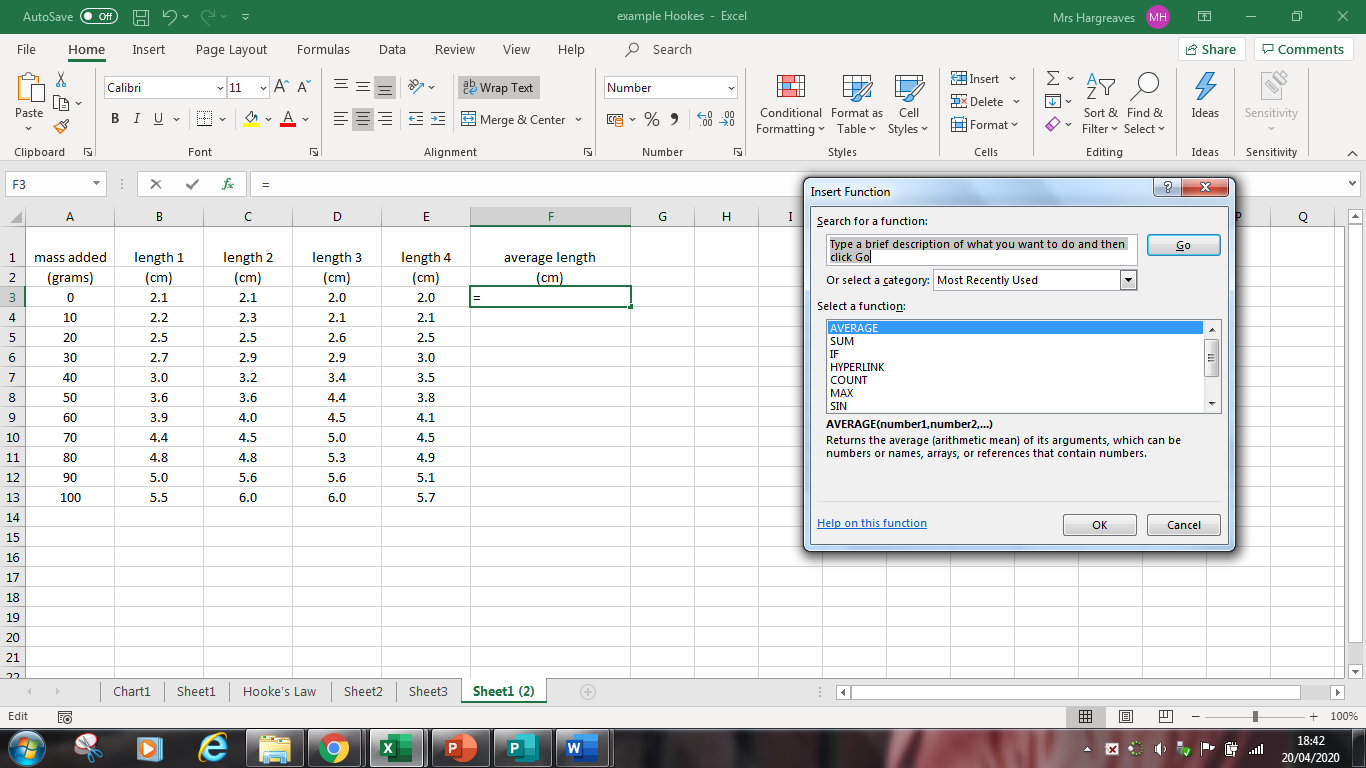 AutoSave Off
example Hookes - Excel
Mrs Hargreaves MH
File Home Insert Page Layout Formulas Data Review View Help Search
Share Comments
Paste
Clipboard
Calibri 11
B I U A
Font
Wrap Text
Merge & Center
Alignment
Number
Number
Conditional Formatting
Format as Table
Cell Styles
Styles
Insert
Delete
Format
Cells
Sort & Filter
Find & Select
Editing
Ideas
Ideas
Sensitivity
Sensitivity
F3 fx =
A B C D E F G H I P Q
1 mass added length 1 length 2 length 3 length 4 average length
2 (grams) (cm) (cm) (cm) (cm) (cm)
3 0 2.1 2.1 2.0 2.0 =
4 10 2.2 2.3 2.1 2.1
5 20 2.5 2.5 2.6 2.5
6 30 2.7 2.9 2.9 3.0
7 40 3.0 3.2 3.4 3.5
8 50 3.6 3.6 4.4 3.8
9 60 3.9 4.0 4.5 4.1
10 70 4.4 4.5 5.0 4.5
11 80 4.8 4.8 5.3 4.9
12 90 5.0 5.6 5.6 5.1
13 100 5.5 6.0 6.0 5.7
14
15
16
17
18
19
20
21
22
Insert Function
Search for a function:
Type a brief description of what you want to do and then
click Go
Go
Or select a category: Most Recently Used
Select a function:
AVERAGE
SUM
IF
HYPERLINK
COUNT
MAX
SIN
AVERAGE(number1,number2,...)
Returns the average (arithmetic mean) of its arguments, which can be
numbers or names, arrays, or references that contain numbers.
Help on this function
OK Cancel
Chart1 Sheet1 Hooke's Law Sheet2 Sheet3 Sheet1 (2)
Edit
100%
18:42
20/04/2020